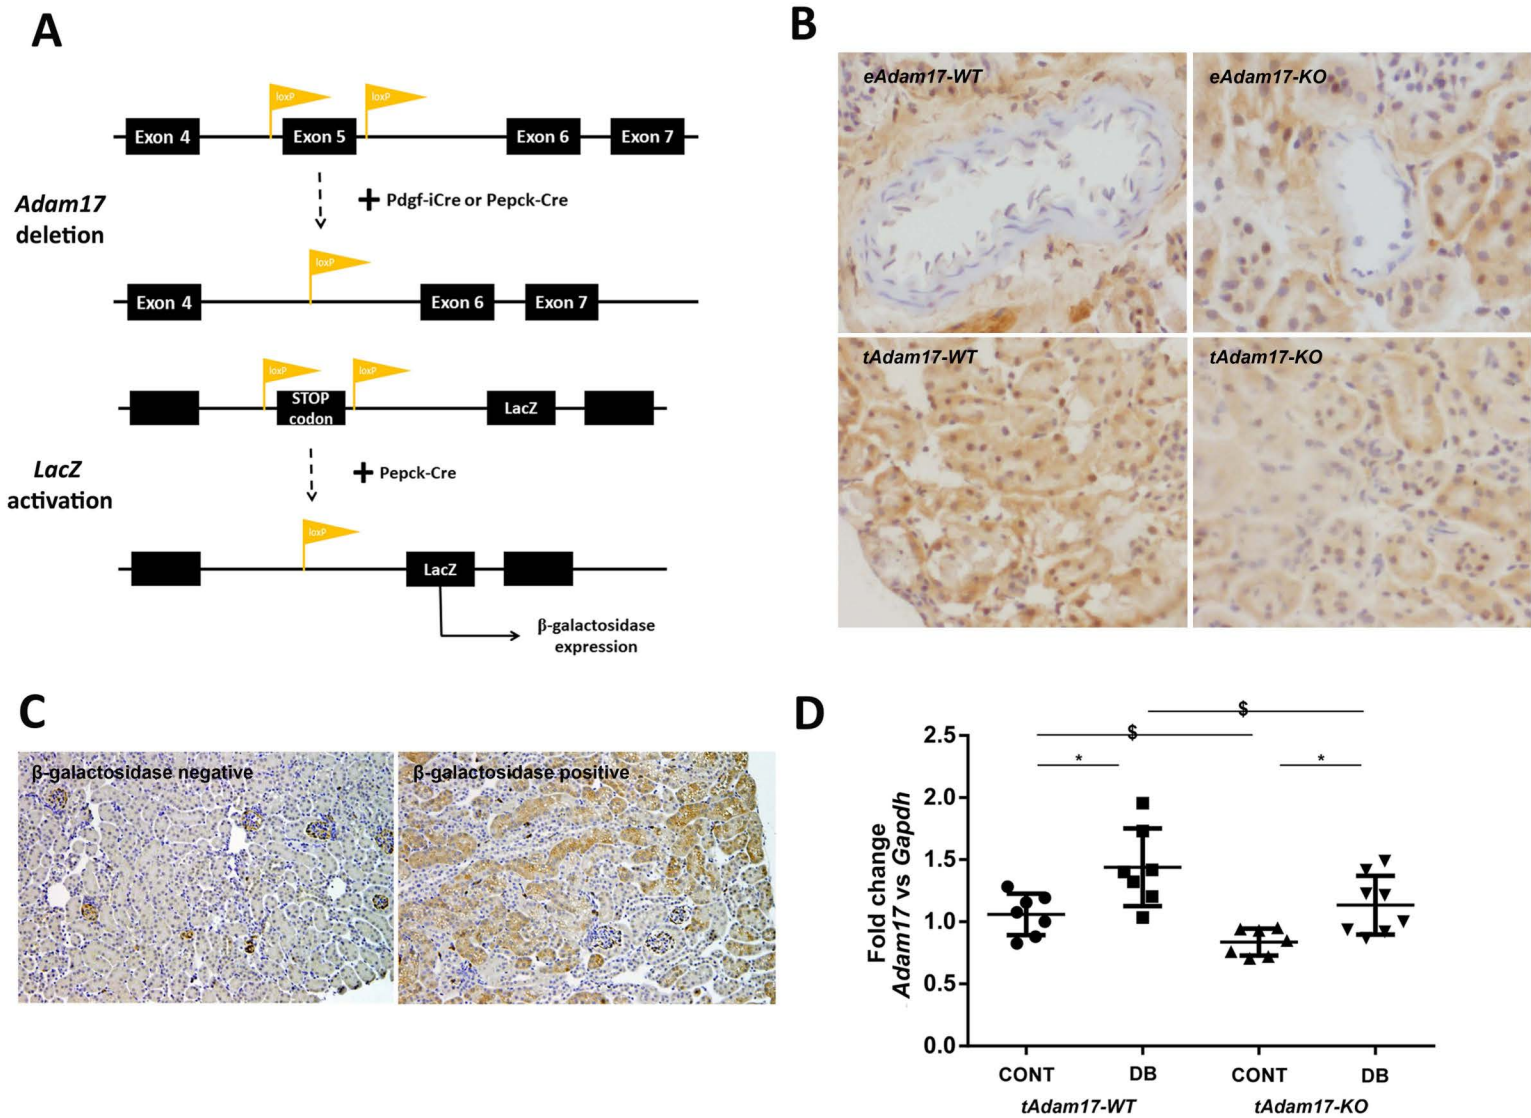 A
loxP loxP
Exon 4 Exon 5 Exon 6 Exon 7
Adam17
deletion
+ Pdgf-iCre or Pepck-Cre
loxP
Exon 4 Exon 6 Exon 7
loxP loxP
STOP
codon
LacZ
LacZ
activation
+ Pepck-Cre
loxP
LacZ
β-galactosidase
expression
B
eAdam17-WT eAdam17-KO
tAdam17-WT tAdam17-KO
C
β-galactosidase negative β-galactosidase positive
D
$
$
* *
Fold change
Adam17 vs Gapdh
2.5
2.0
1.5
1.0
0.5
0.0
CONT DB CONT DB
tAdam17-WT tAdam17-KO